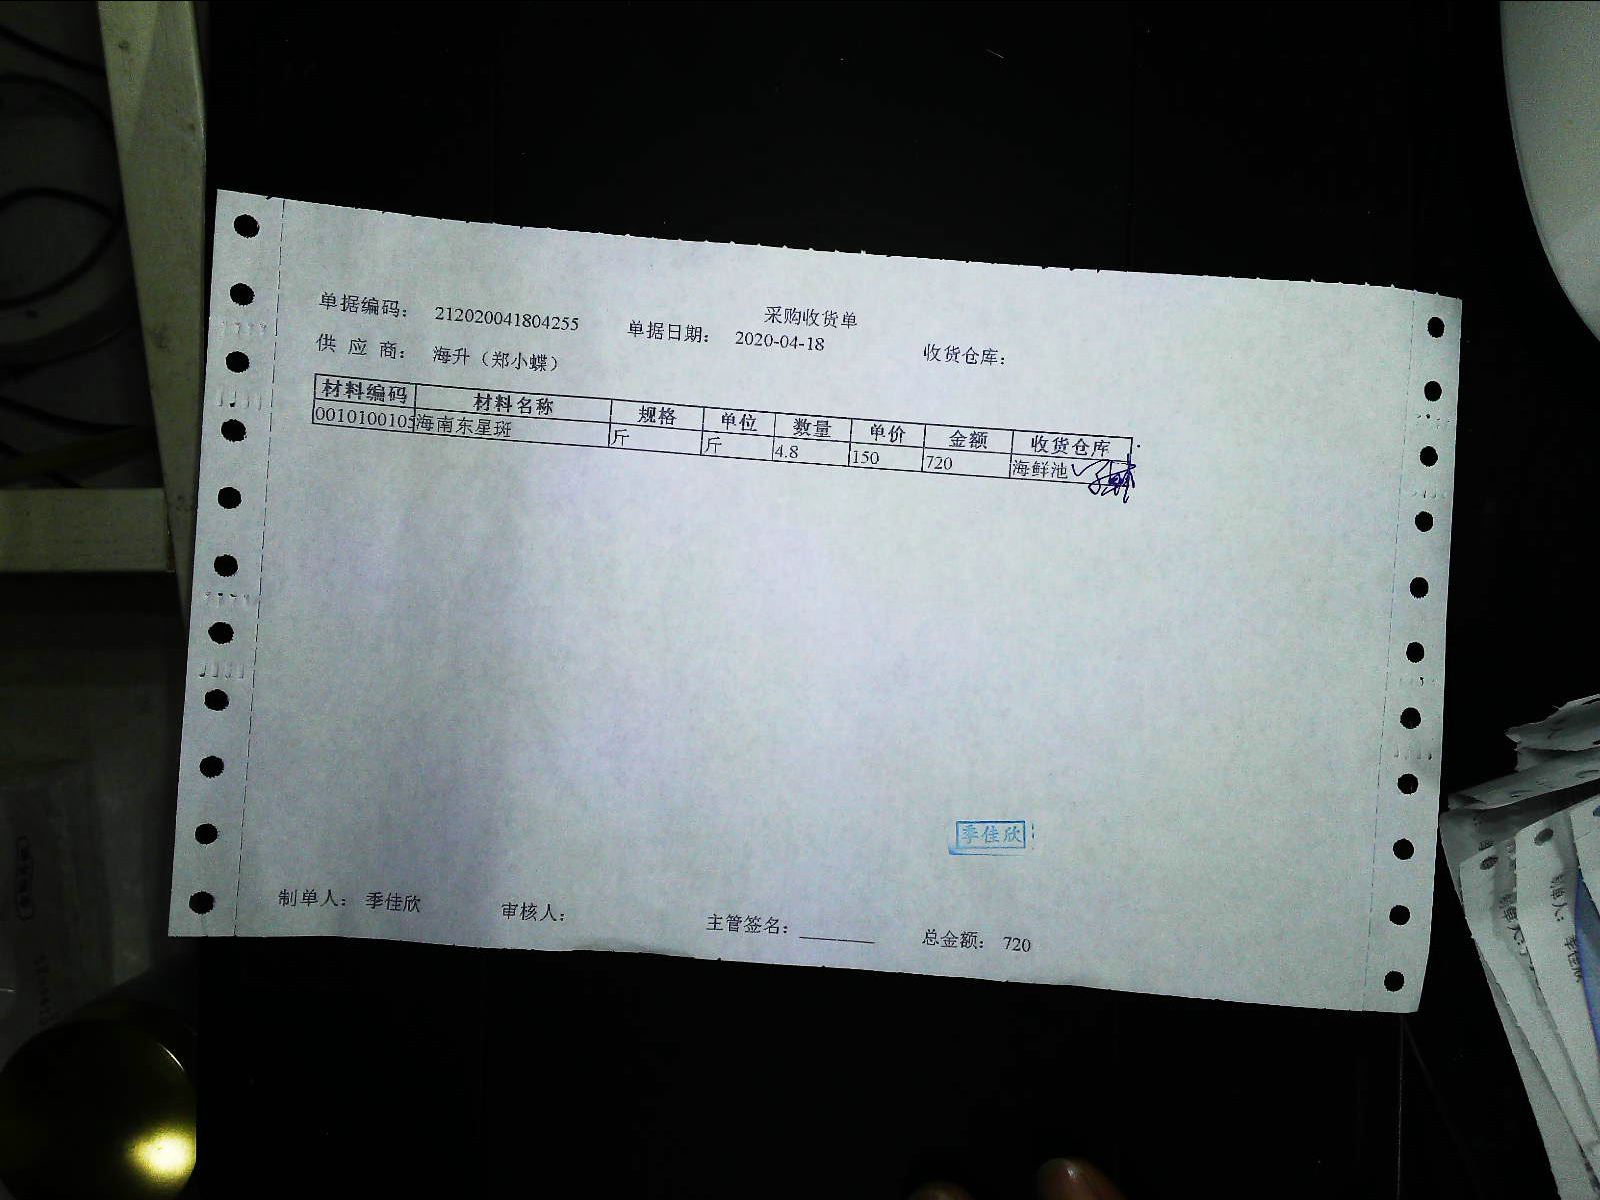 采购收货单
单据编码： 212020041804255 单据日期： 2020-04-18 收货仓库：
供 应 商： 海升（郑小蝶）
材料编码 材料名称 规格 单位 数量 单价 金额 收货仓库
0010100105 海南东星斑 斤 斤 4.8 150 720 海鲜池
季佳欣
制单人： 季佳欣 审核人： 主管签名： ________ 总金额： 720